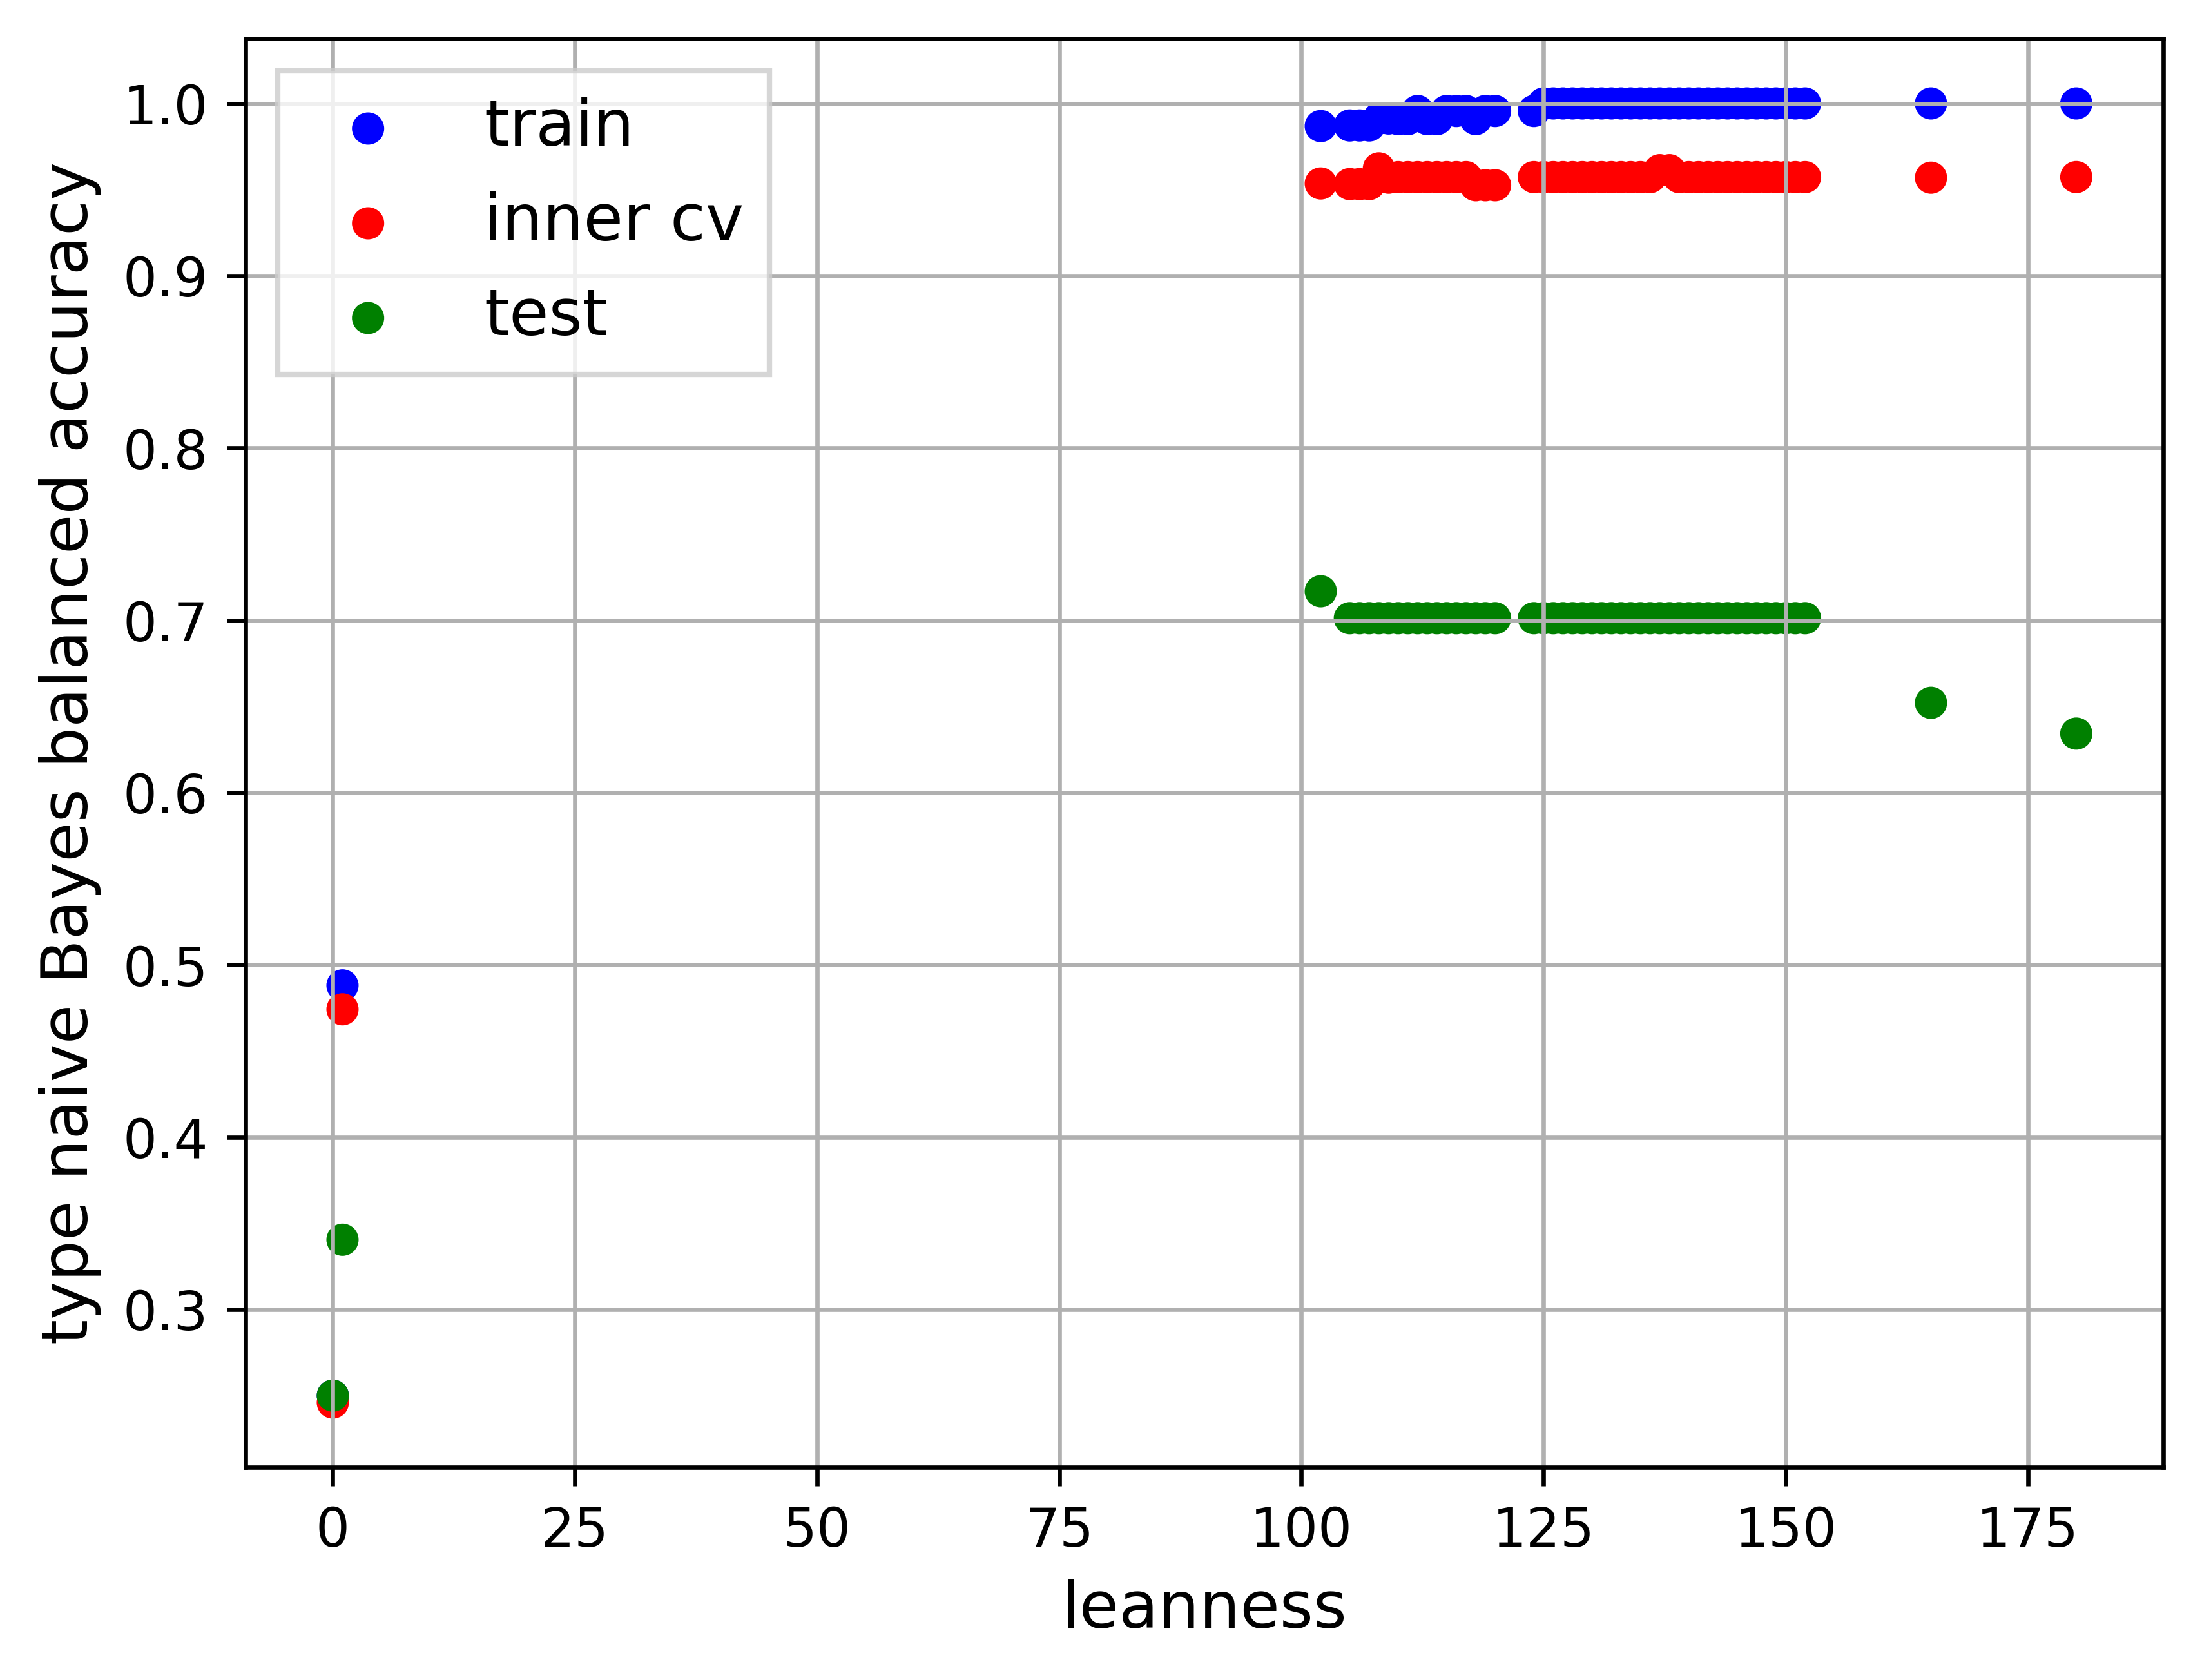 train
inner cv
test
1.0
0.9
0.8
0.7
0.6
0.5
0.4
0.3
type naive Bayes balanced accuracy
0 25 50 75 100 125 150 175
leanness